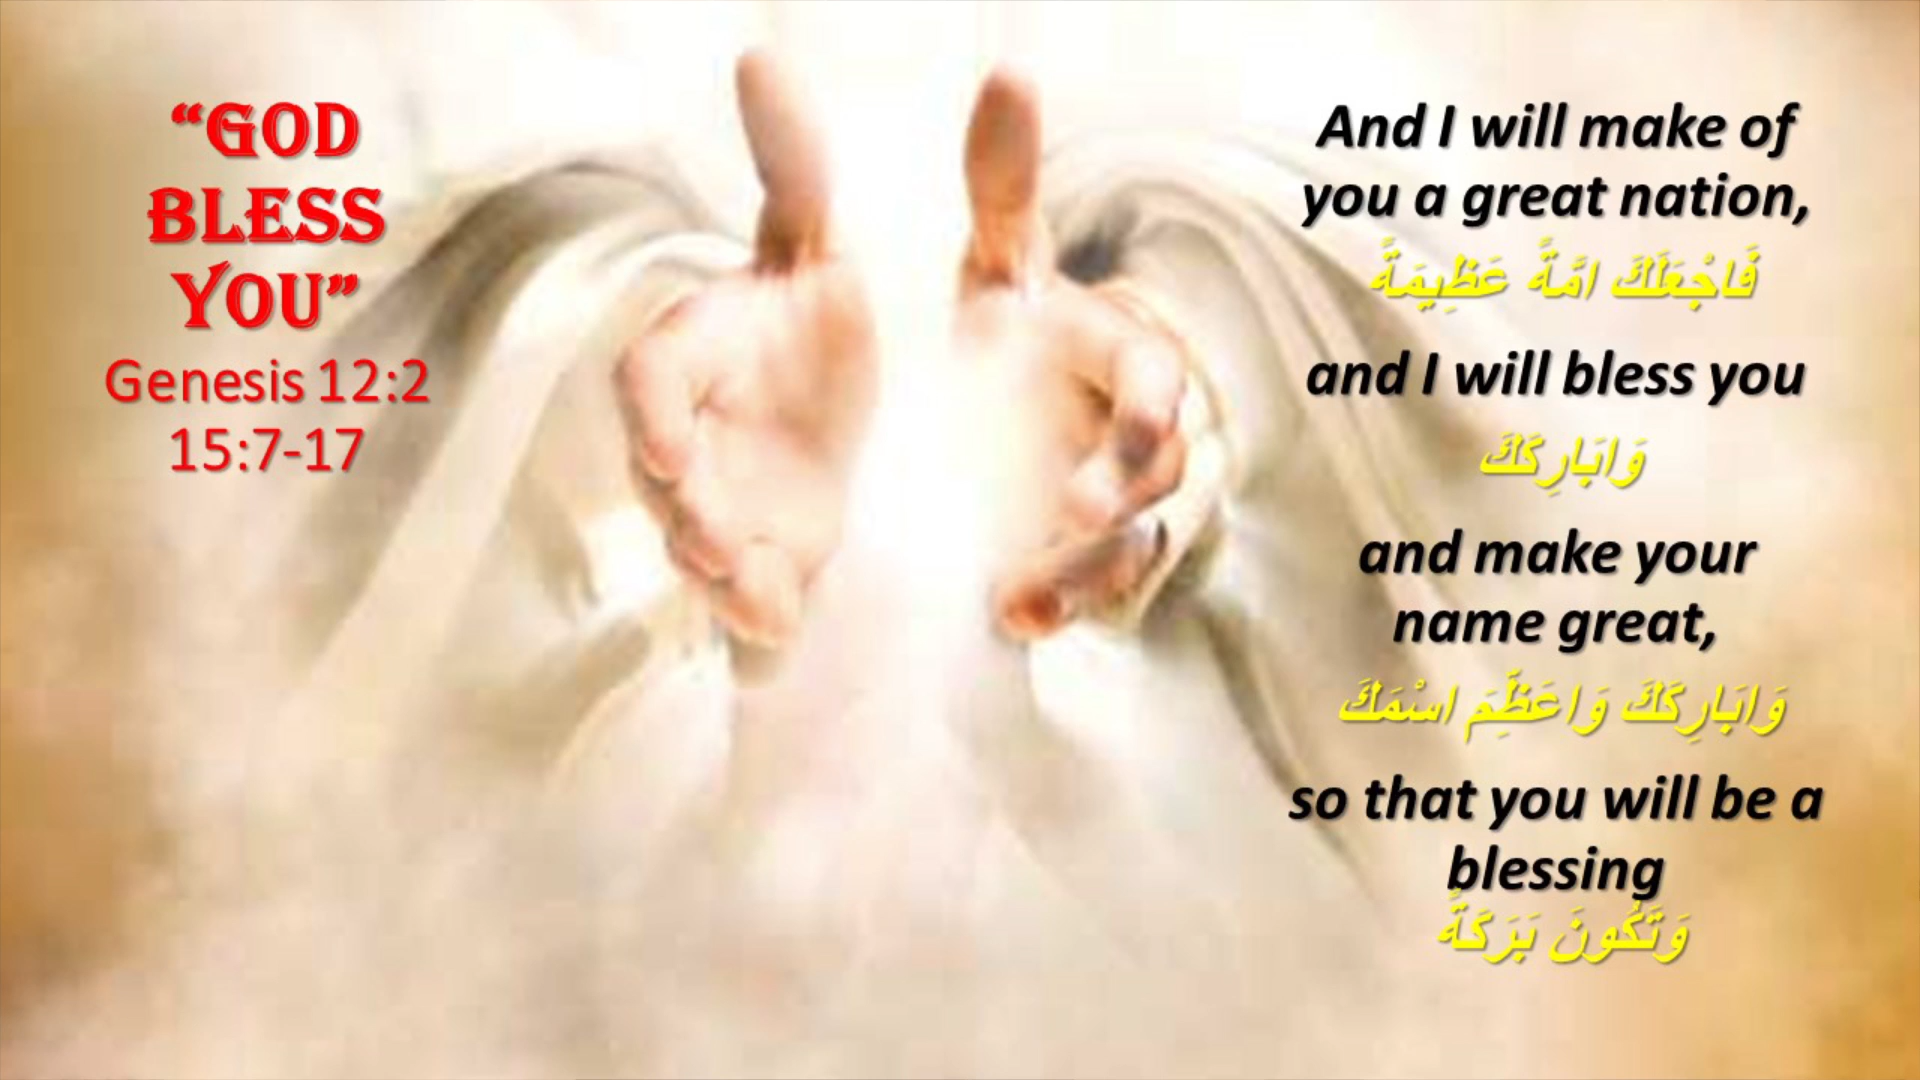 “GOD
BLESS
YOU”
Genesis 12:2
15:7-17
And I will make of
you a great nation,
فَاجْعَلَكَ امَّةً عَظِيمَةً
and I will bless you
وَابَارِكَكَ
and make your
name great,
وَابَارِكَكَ وَاعَظِّمَ اسْمَكَ
so that you will be a
blessing
وَتَكُونَ بَرَكَةً